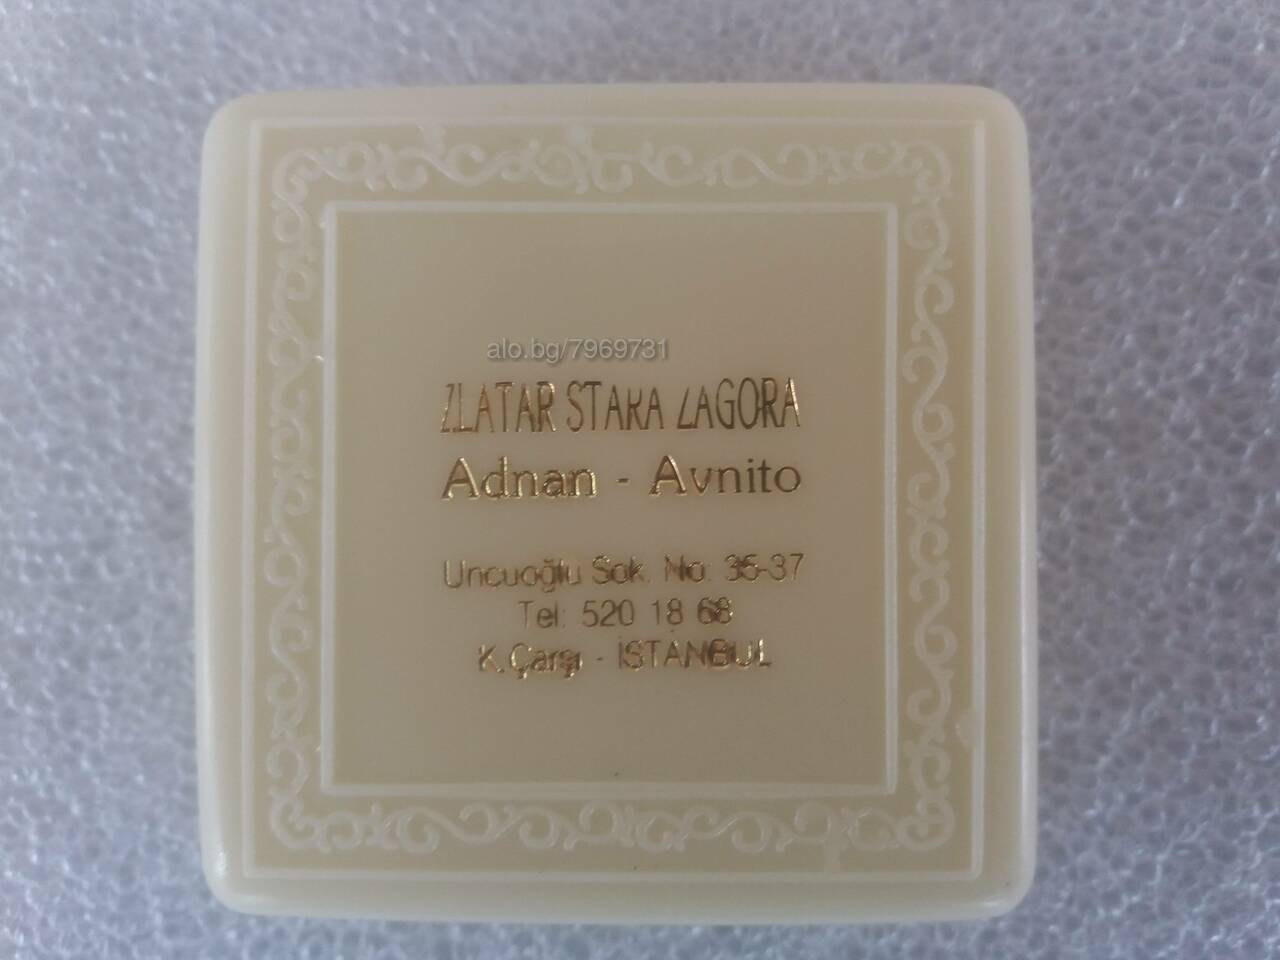 alo.bg/7969731
ZLATAR STARA ZAGORA
Adnan - Avnito
Uncuoğlu Sok. No: 35-37
Tel: 520 18 68
K.Çarşı - İSTANBUL